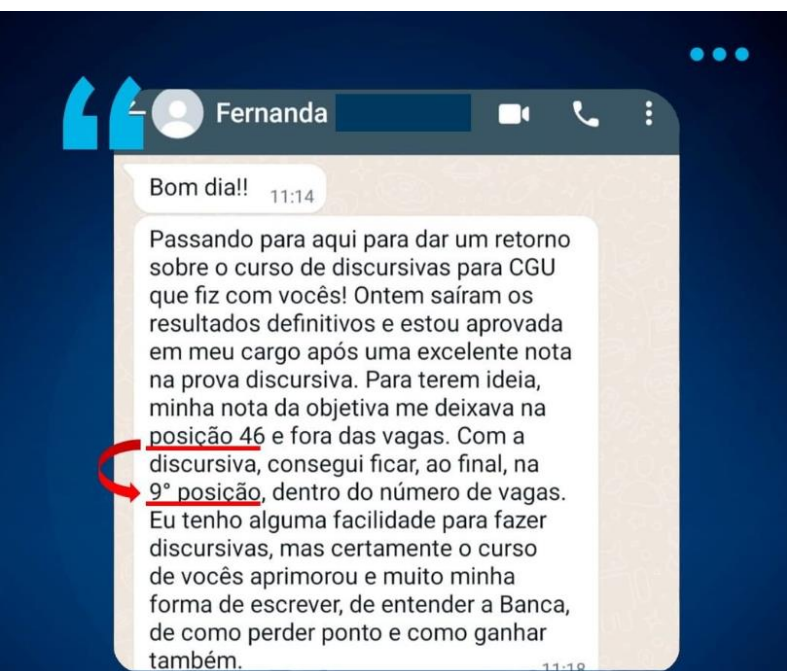 Fernanda
Bom dia!!
11:14
Passando para aqui para dar um retorno
sobre o curso de discursivas para CGU
que fiz com vocês! Ontem saíram os
resultados definitivos e estou aprovada
em meu cargo após uma excelente nota
na prova discursiva. Para terem ideia,
minha nota da objetiva me deixava na
posição 46 e fora das vagas. Com a
discursiva, consegui ficar, ao final, na
9° posição, dentro do número de vagas.
Eu tenho alguma facilidade para fazer
discursivas, mas certamente o curso
de vocês aprimorou e muito minha
forma de escrever, de entender a Banca,
de como perder ponto e como ganhar
também.
11:18